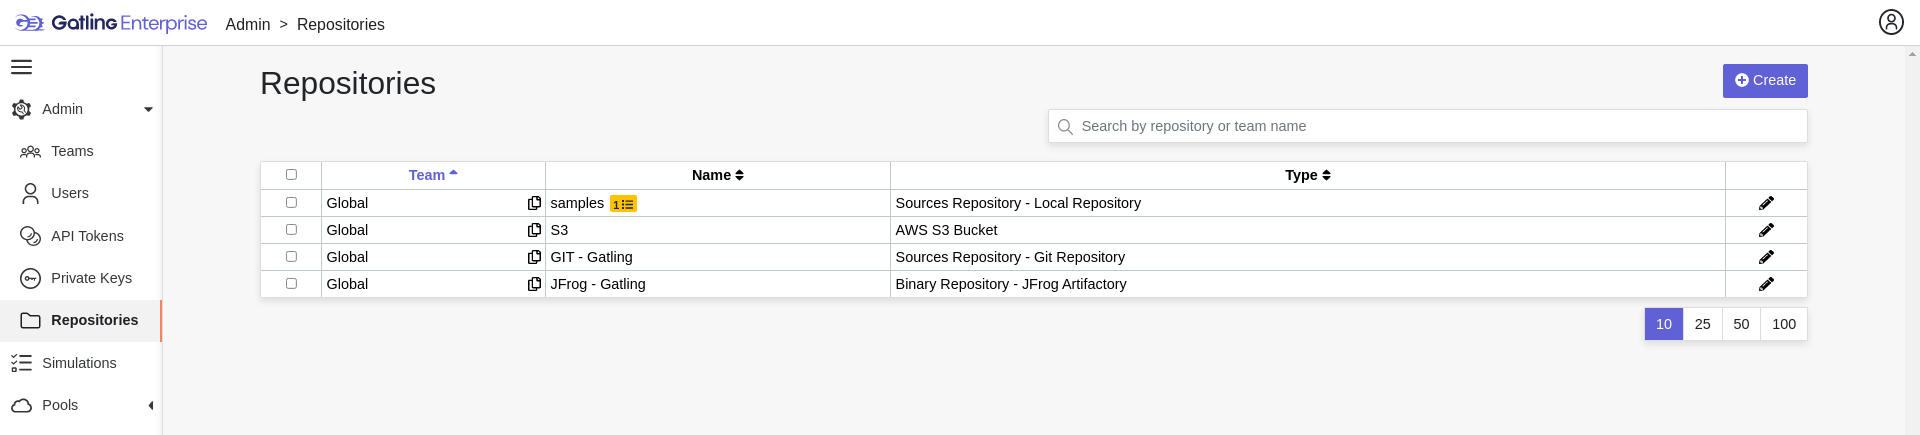 Gatling Enterprise Admin > Repositories
Repositories
Create
Admin
Search by repository or team name
Teams
Team Name Type
Users
Global samples 1 Sources Repository - Local Repository
Global S3 AWS S3 Bucket
API Tokens
Global GIT - Gatling Sources Repository - Git Repository
Private Keys
Global JFrog - Gatling Binary Repository - JFrog Artifactory
Repositories
10 25 50 100
Simulations
Pools